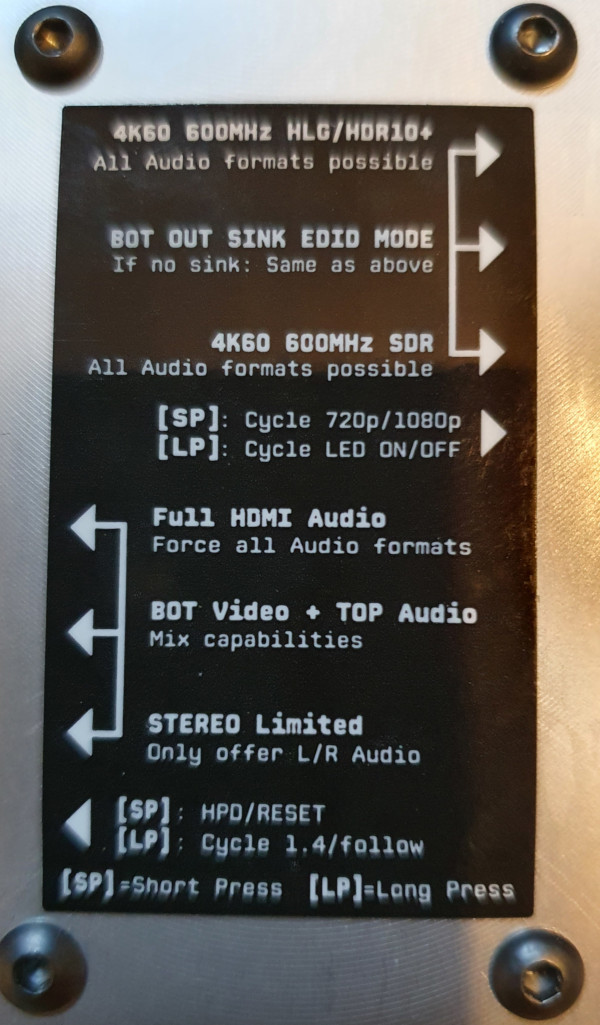 4K60 600MHz HLG/HDR10+
All Audio formats possible
BOT OUT SINK EDID MODE
If no sink: Same as above
4K60 600MHz SDR
All Audio formats possible
[SP]: Cycle 720p/1080p
[LP]: Cycle LED ON/OFF
Full HDMI Audio
Force all Audio formats
BOT Video + TOP Audio
Mix capabilities
STEREO Limited
Only offer L/R Audio
[SP]: HPD/RESET
[LP]: Cycle 1.4/follow
[SP]=Short Press [LP]=Long Press